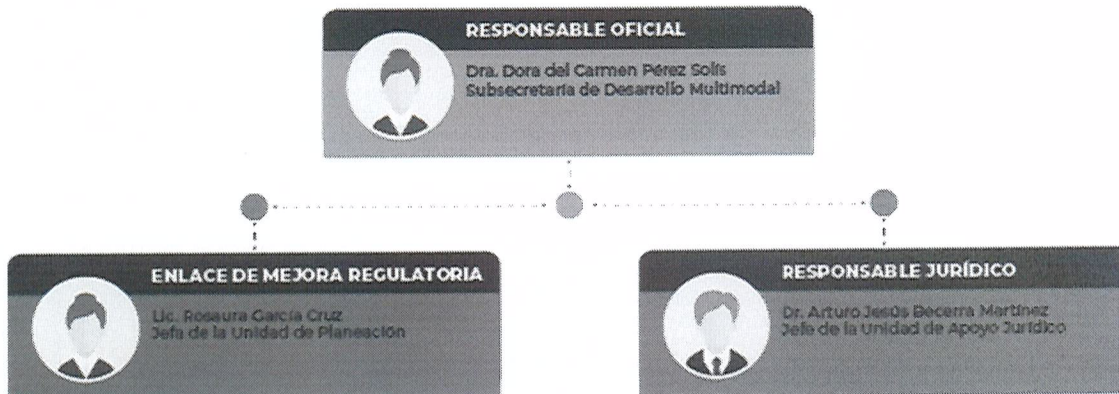 RESPONSABLE OFICIAL
Dra. Dora del Carmen Pérez Solís
Subsecretaria de Desarrollo Multimodal
ENLACE DE MEJORA REGULATORIA
Lic. Rosaura García Cruz
Jefa de la Unidad de Planeación
RESPONSABLE JURÍDICO
Dr. Arturo Jesús Becerra Martínez
Jefe de la Unidad de Apoyo Jurídico